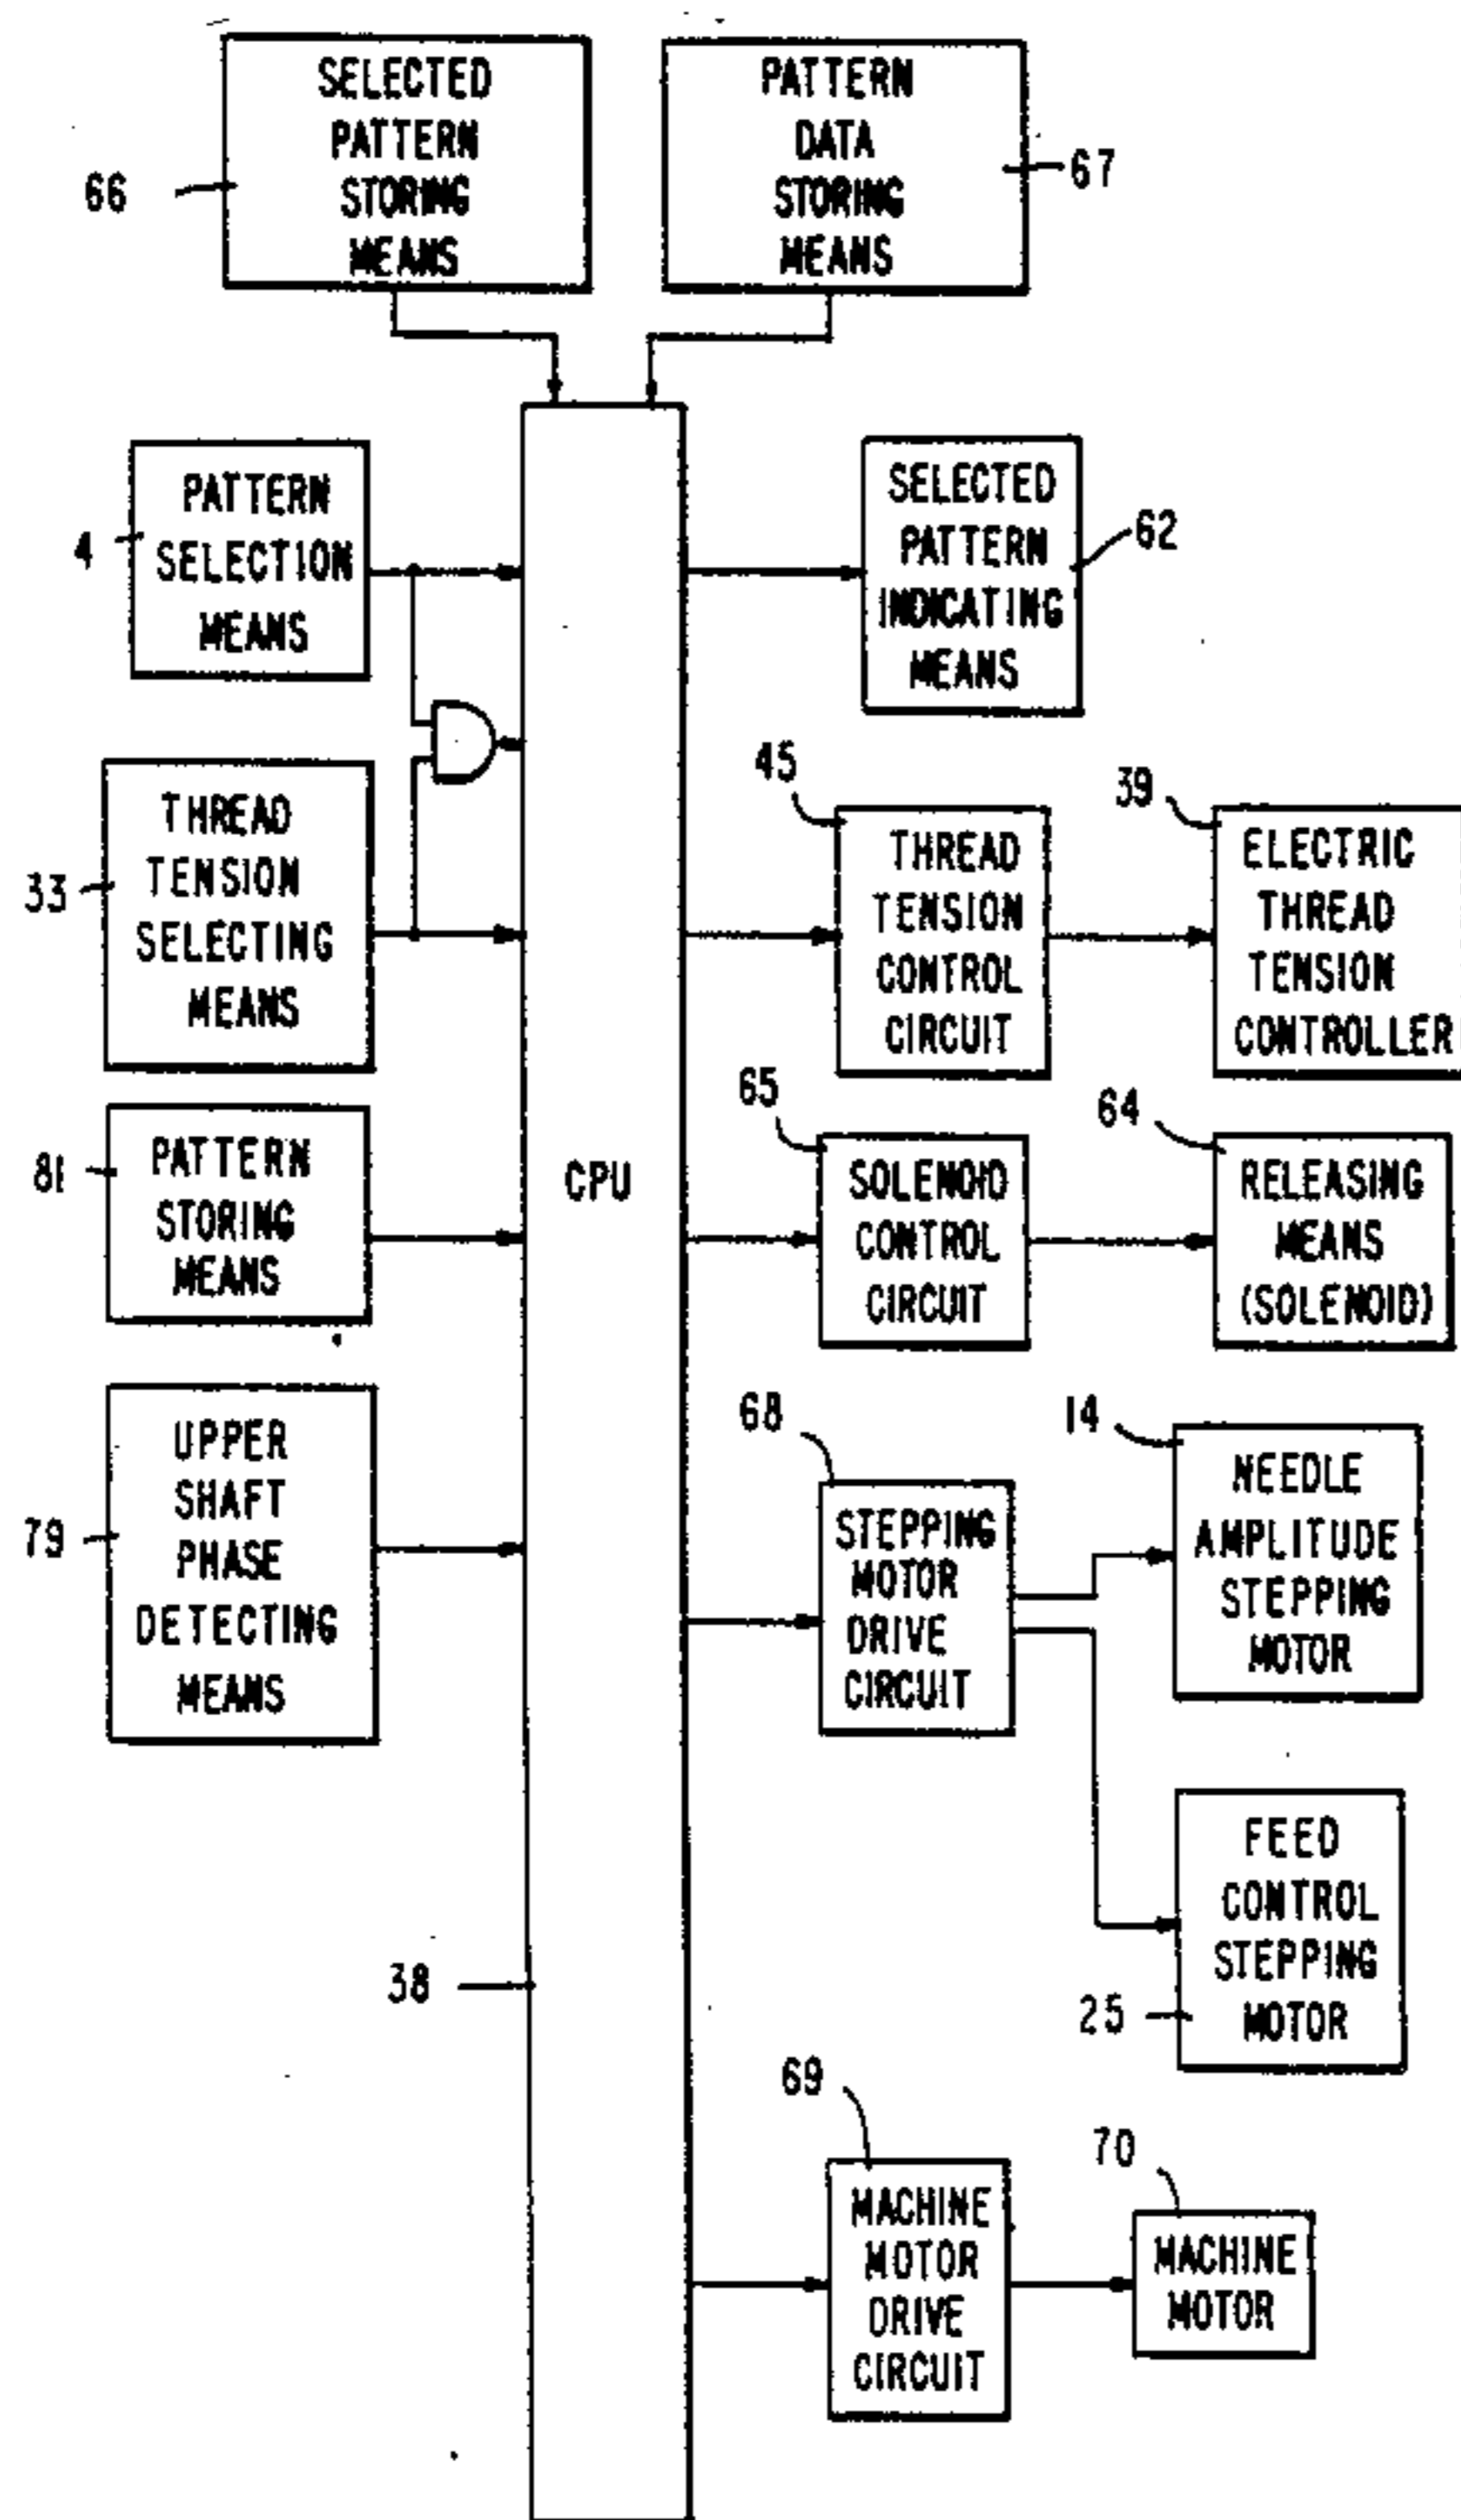 SELECTED
PATTERN
STORING
MEANS
66
PATTERN
DATA
STORING
MEANS
67
PATTERN
SELECTION
MEANS
4
SELECTED
PATTERN
INDICATING
MEANS
62
THREAD
TENSION
SELECTING
MEANS
33
45
THREAD
TENSION
CONTROL
CIRCUIT
39
ELECTRIC
THREAD
TENSION
CONTROLLER
PATTERN
STORING
MEANS
81
CPU
65
SOLENOID
CONTROL
CIRCUIT
64
RELEASING
MEANS
(SOLENOID)
UPPER
SHAFT
PHASE
DETECTING
MEANS
79
68
STEPPING
MOTOR
DRIVE
CIRCUIT
14
NEEDLE
AMPLITUDE
STEPPING
MOTOR
FEED
CONTROL
STEPPING
MOTOR
25
38
69
MACHINE
MOTOR
DRIVE
CIRCUIT
70
MACHINE
MOTOR